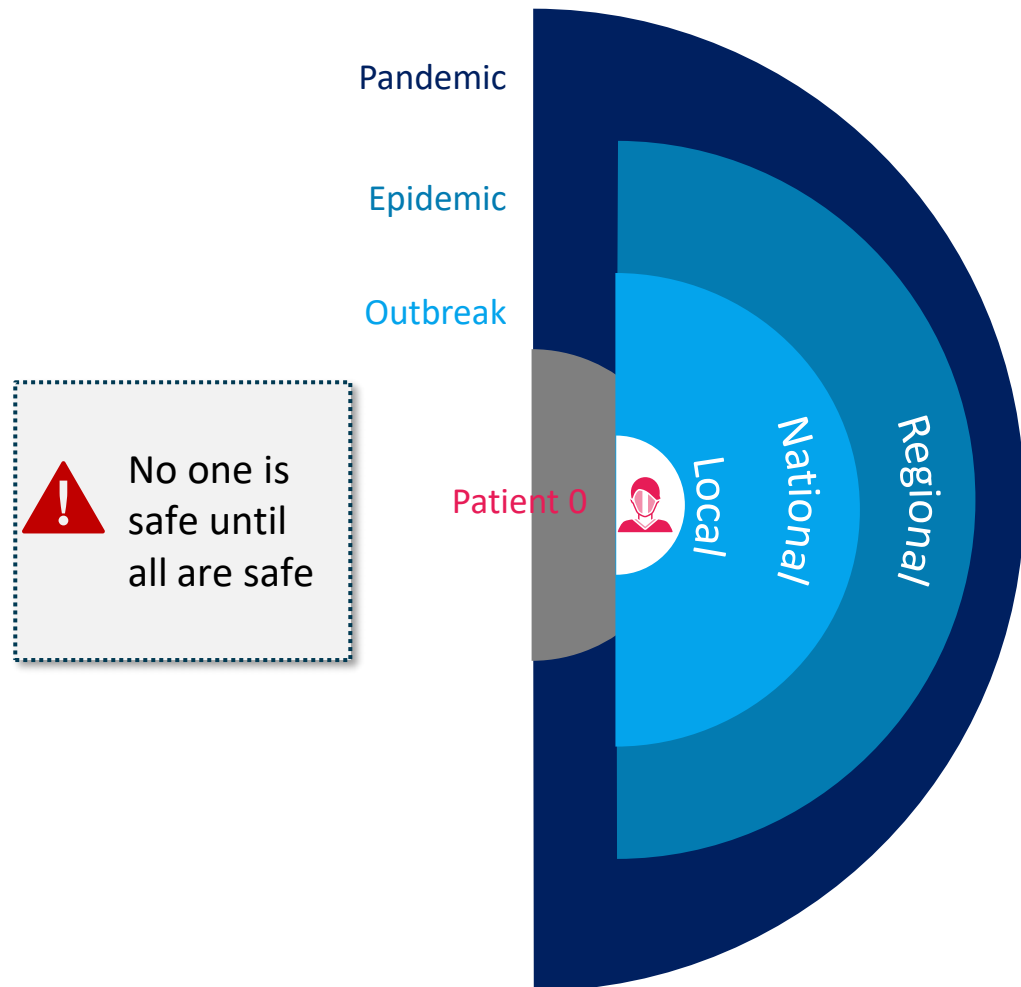 Pandemic
Epidemic
Outbreak
Patient 0
No one is
safe until
all are safe
Local
National
Regional